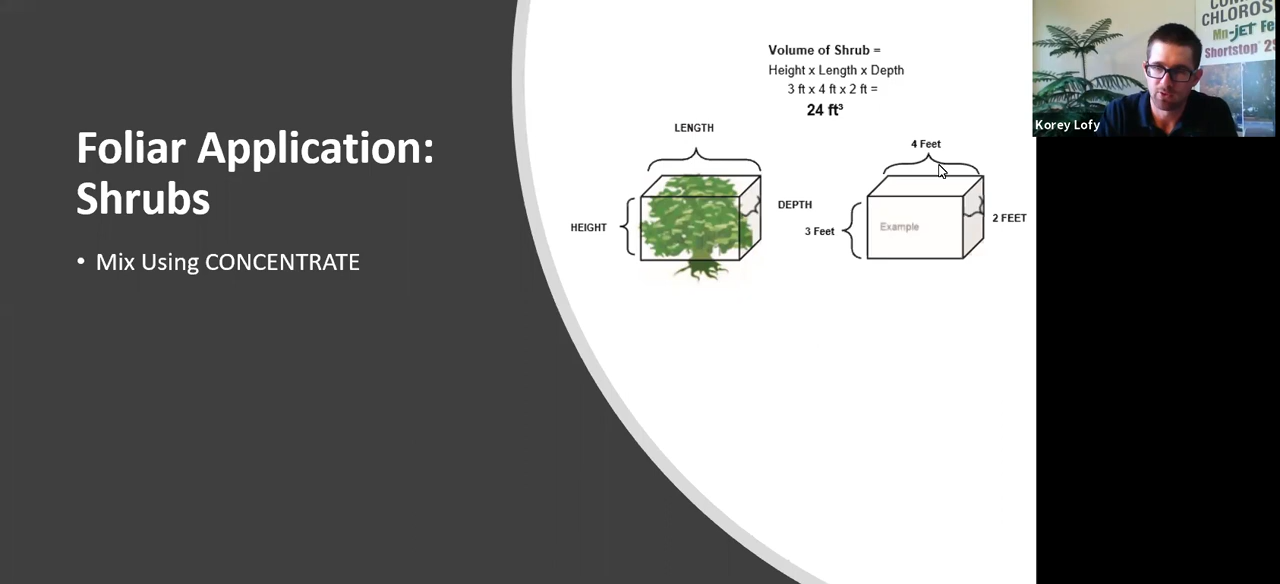 Foliar Application:
Shrubs
• Mix Using CONCENTRATE
Volume of Shrub =
Height x Length x Depth
3 ft x 4 ft x 2 ft =
24 ft³
LENGTH
HEIGHT
DEPTH
4 Feet
3 Feet
Example
2 FEET
CHLOROS
Mn-jET Fe
Shortstop
Korey Lofy